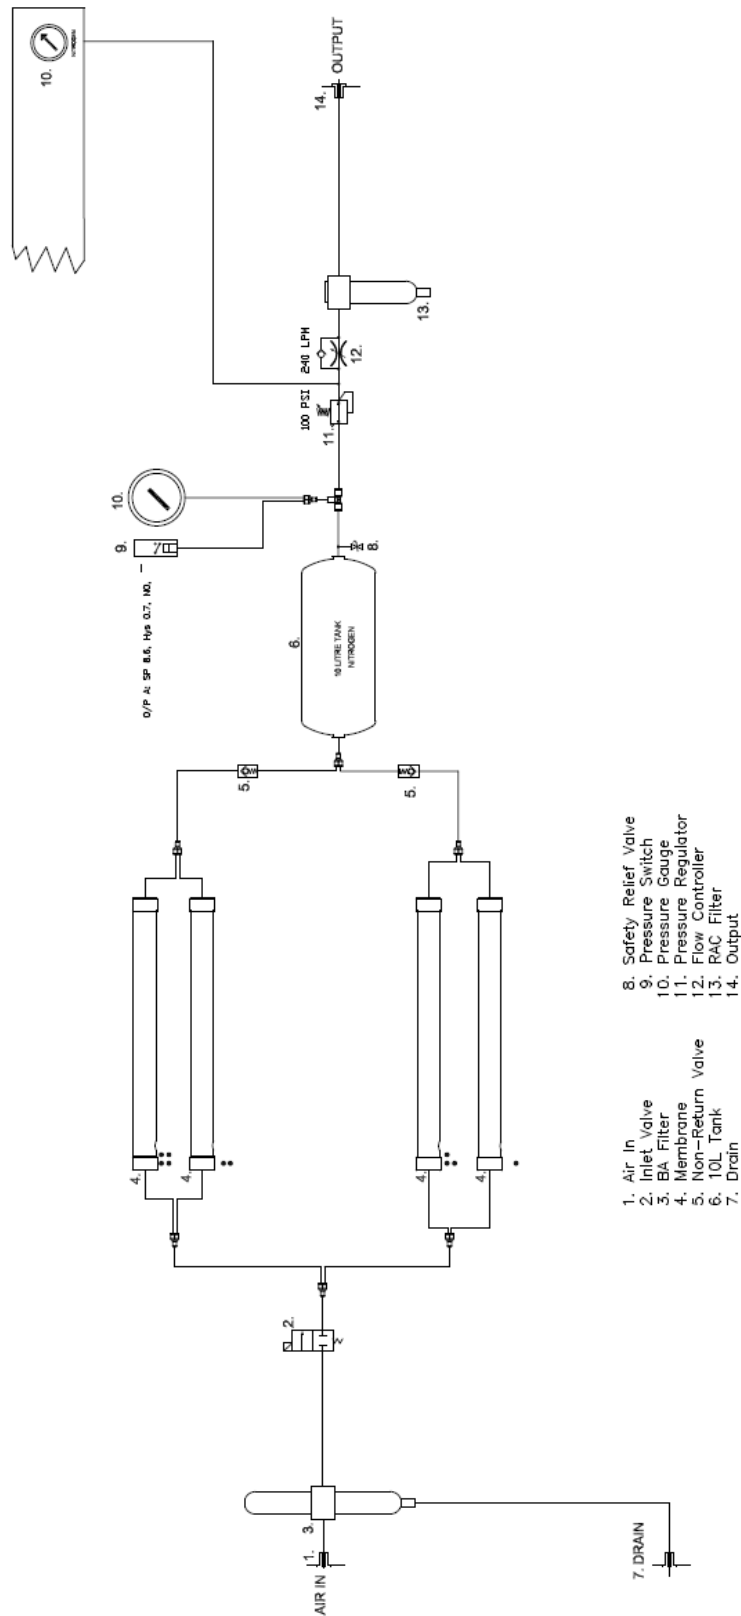 AIR IN
1.
3.
7. DRAIN
2.
4.
4.
4.
4.
5.
5.
6.
10 LITRE TANK
NITROGEN
8.
9.
O/P A: SP 8.6, Hys 0.7, NO,
10.
11.
100 PSI
12.
240 LPH
13.
14.
OUTPUT
10.
NITROGEN
1. Air In
2. Inlet Valve
3. BA Filter
4. Membrane
5. Non-Return Valve
6. 10L Tank
7. Drain
8. Safety Relief Valve
9. Pressure Switch
10. Pressure Gauge
11. Pressure Regulator
12. Flow Controller
13. RAC Filter
14. Output